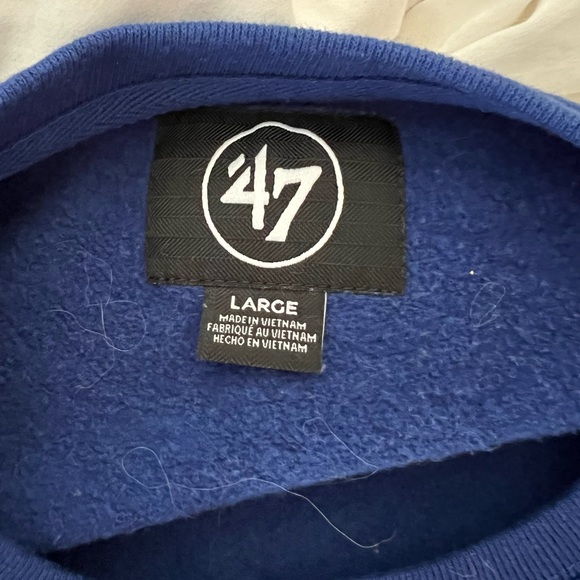 '47
LARGE
MADE IN VIETNAM
FABRIQUÉ AU VIETNAM
HECHO EN VIETNAM